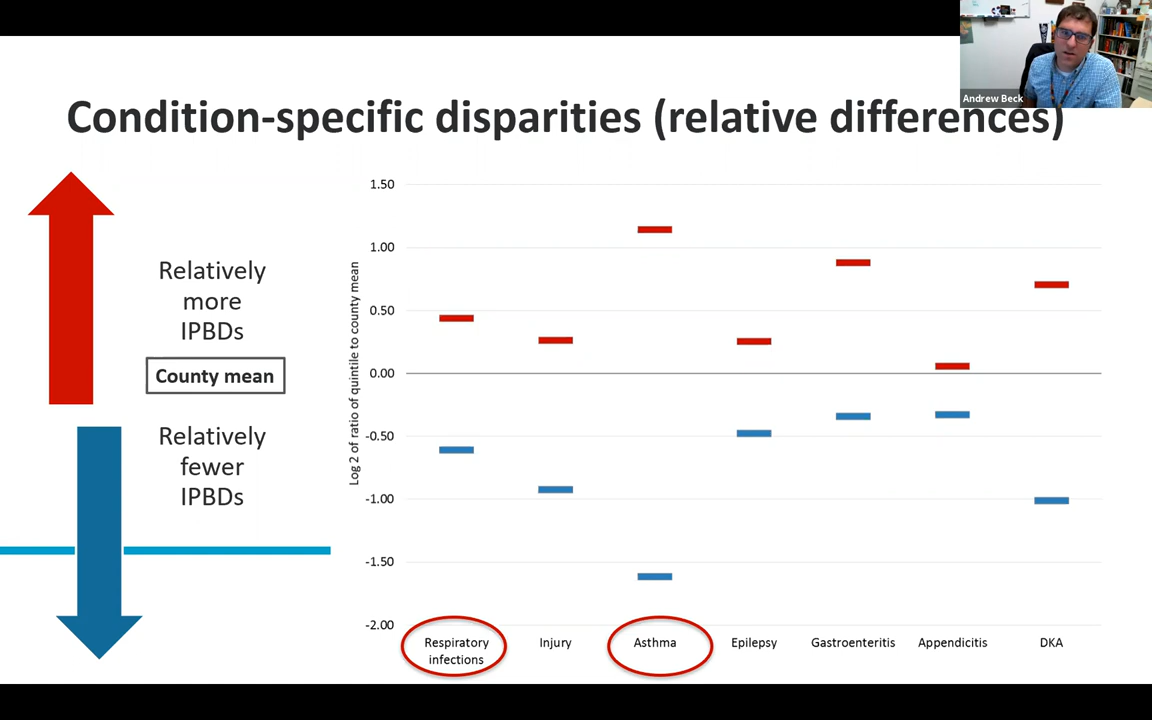 Andrew Beck
Condition-specific disparities (relative differences)
Relatively
more
IPBDs
County mean
Relatively
fewer
IPBDs
Log 2 of ratio of quintile to county mean
1.50
1.00
0.50
0.00
-0.50
-1.00
-1.50
-2.00
Respiratory
infections
Injury
Asthma
Epilepsy
Gastroenteritis
Appendicitis
DKA